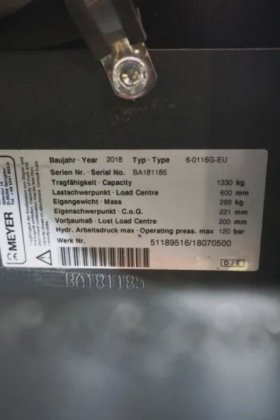 MEYER
Baujahr - Year 2018 Typ - Type 6-0116G-EU
Serien Nr. - Serial No. BA181185
Tragfähigkeit - Capacity 1330 kg
Lastschwerpunkt - Load Centre 600 mm
Eigengewicht - Mass 269 kg
Eigenschwerpunkt - C.o.G. 221 mm
Vorbaumaß - Lost Load Centre 200 mm
Hydr. Arbeitsdruck max - Operating press. max 120 bar
Werk Nr. 51189516/18070500
D/E
BA181185